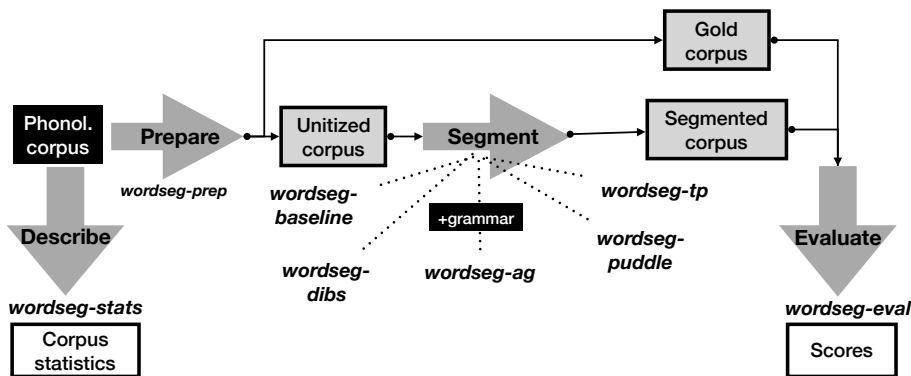 Gold
corpus
Phonol.
corpus
Prepare
Unitized
corpus
Segment
Segmented
corpus
wordseg-prep
wordseg-
baseline
wordseg-tp
+grammar
Describe
wordseg-
dibs
wordseg-ag
wordseg-
puddle
Evaluate
wordseg-stats
wordseg-eval
Corpus
statistics
Scores